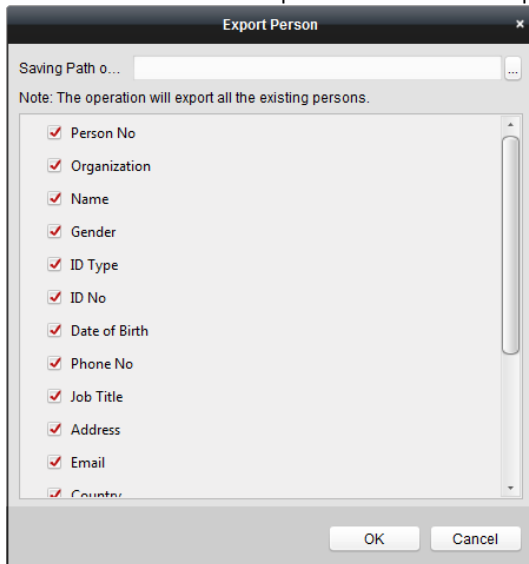 Export Person ×
Saving Path o... ...
Note: The operation will export all the existing persons.
Person No
Organization
Name
Gender
ID Type
ID No
Date of Birth
Phone No
Job Title
Address
Email
Country
OK Cancel